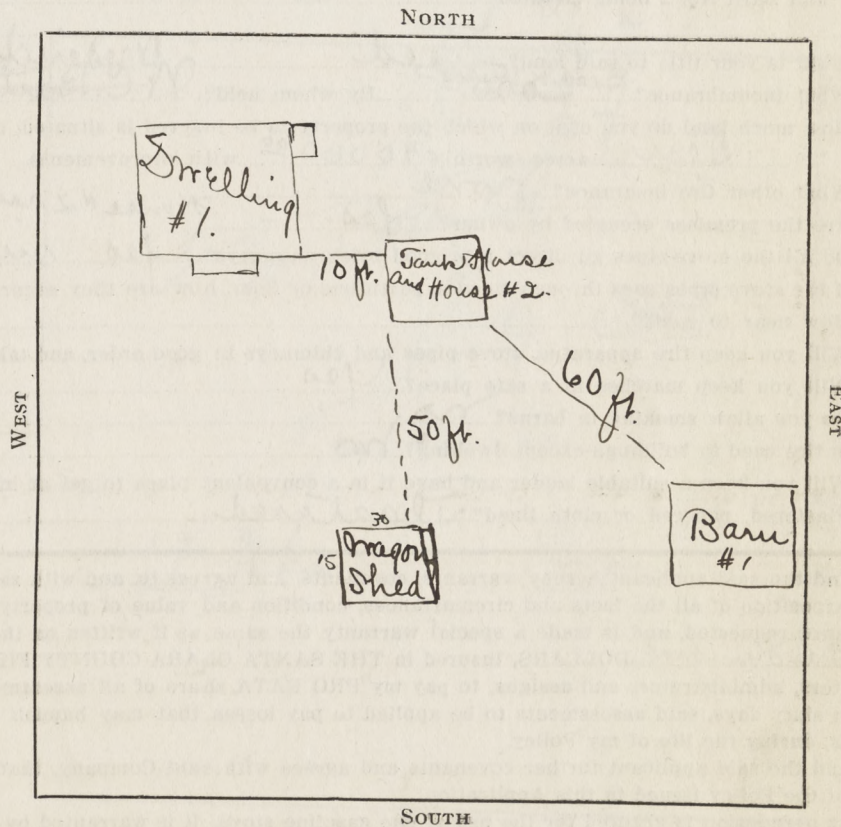 NORTH
Dwelling
#1.
10 ft.
Tank House
and House #2.
WEST
EAST
60 ft.
50 ft.
30
15
Wagon
Shed
Barn
#1
SOUTH